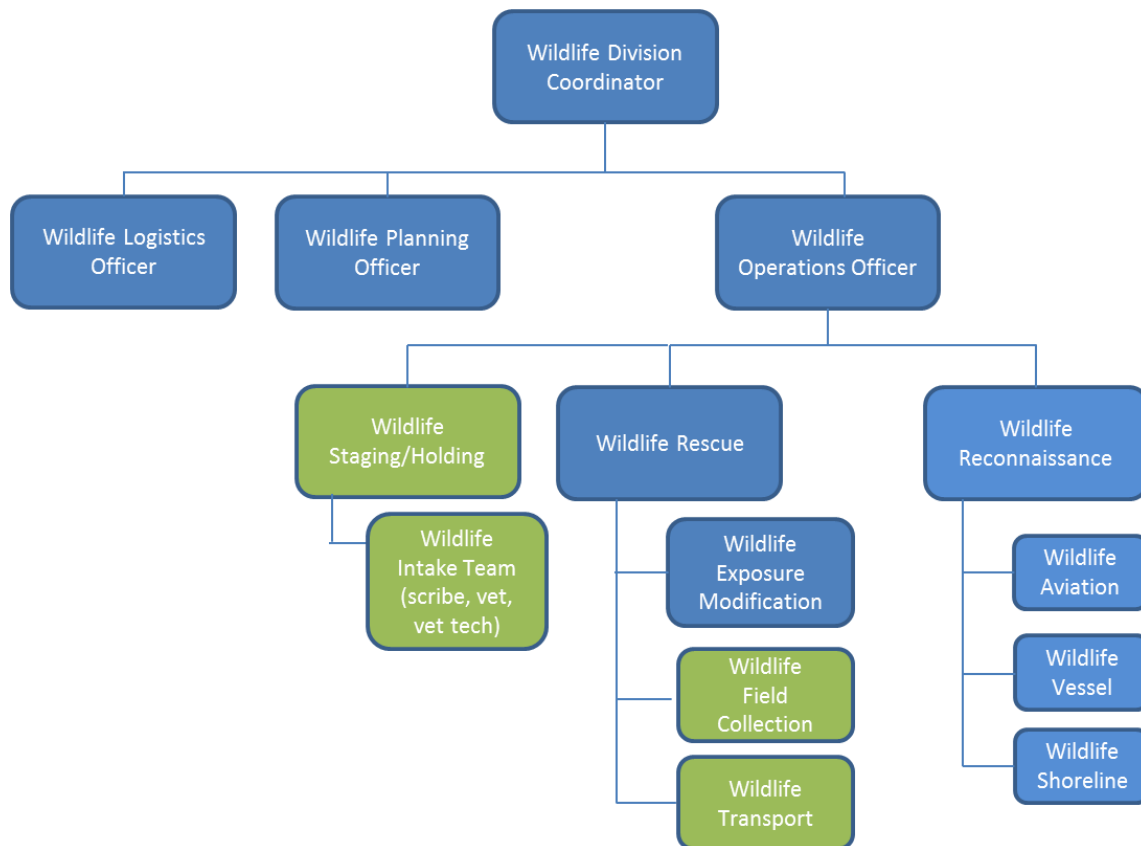 Wildlife Division
Coordinator
Wildlife Logistics
Officer
Wildlife Planning
Officer
Wildlife
Operations Officer
Wildlife
Staging/Holding
Wildlife Rescue
Wildlife
Reconnaissance
Wildlife
Intake Team
(scribe, vet,
vet tech)
Wildlife
Exposure
Modification
Wildlife
Field
Collection
Wildlife
Transport
Wildlife
Aviation
Wildlife
Vessel
Wildlife
Shoreline